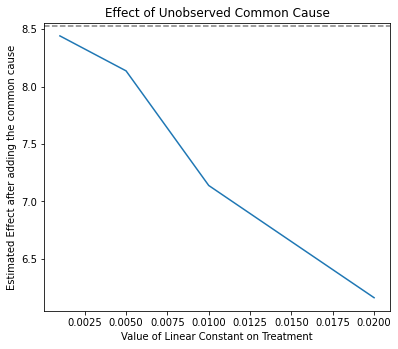 Effect of Unobserved Common Cause
Estimated Effect after adding the common cause
8.5
8.0
7.5
7.0
6.5
0.0025 0.0050 0.0075 0.0100 0.0125 0.0150 0.0175 0.0200
Value of Linear Constant on Treatment